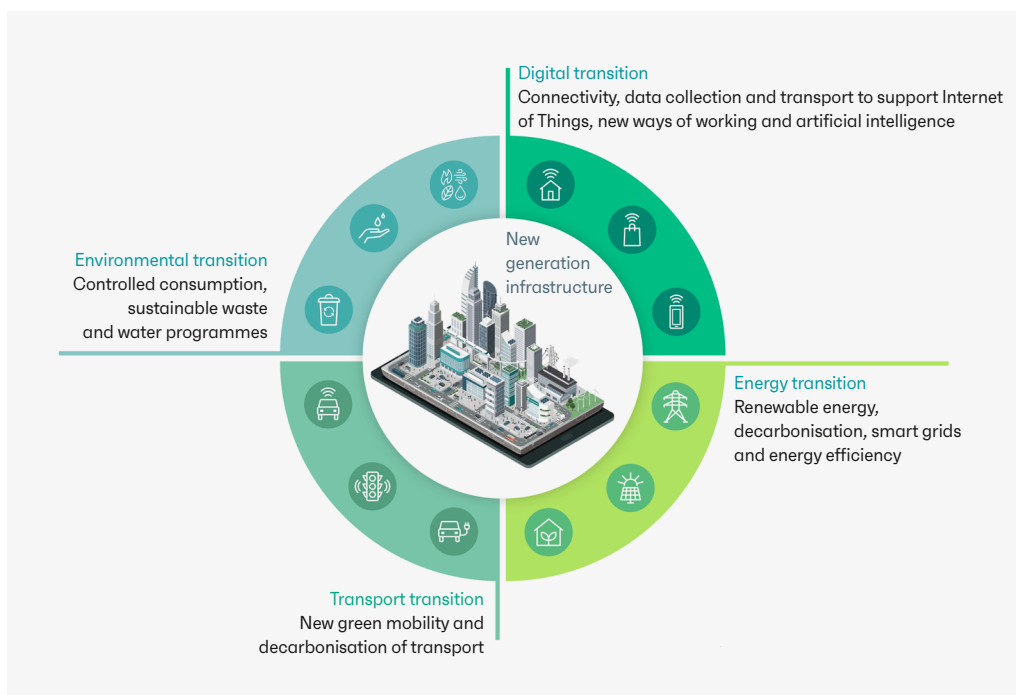 Digital transition
Connectivity, data collection and transport to support Internet
of Things, new ways of working and artificial intelligence
New
generation
infrastructure
Environmental transition
Controlled consumption,
sustainable waste
and water programmes
Energy transition
Renewable energy,
decarbonisation, smart grids
and energy efficiency
Transport transition
New green mobility and
decarbonisation of transport